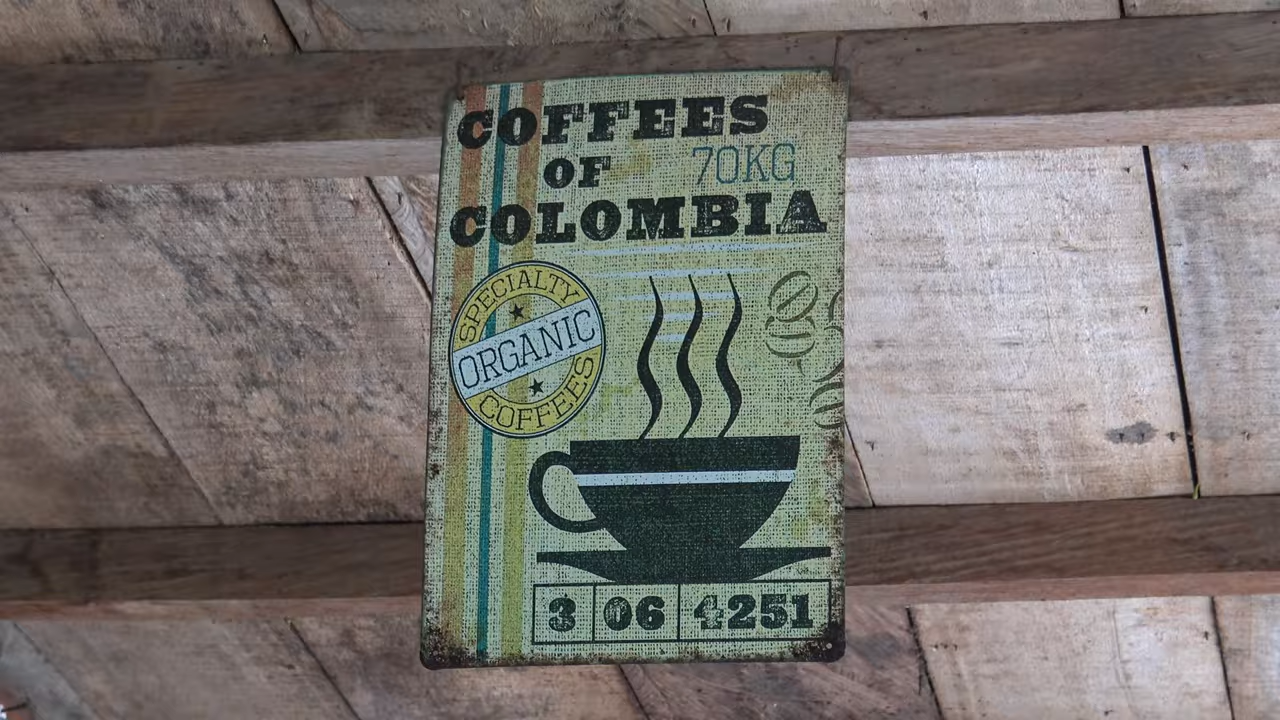 COFFEES
OF
70KG
COLOMBIA
SPECIALTY
ORGANIC
COFFEES
3 06 4251